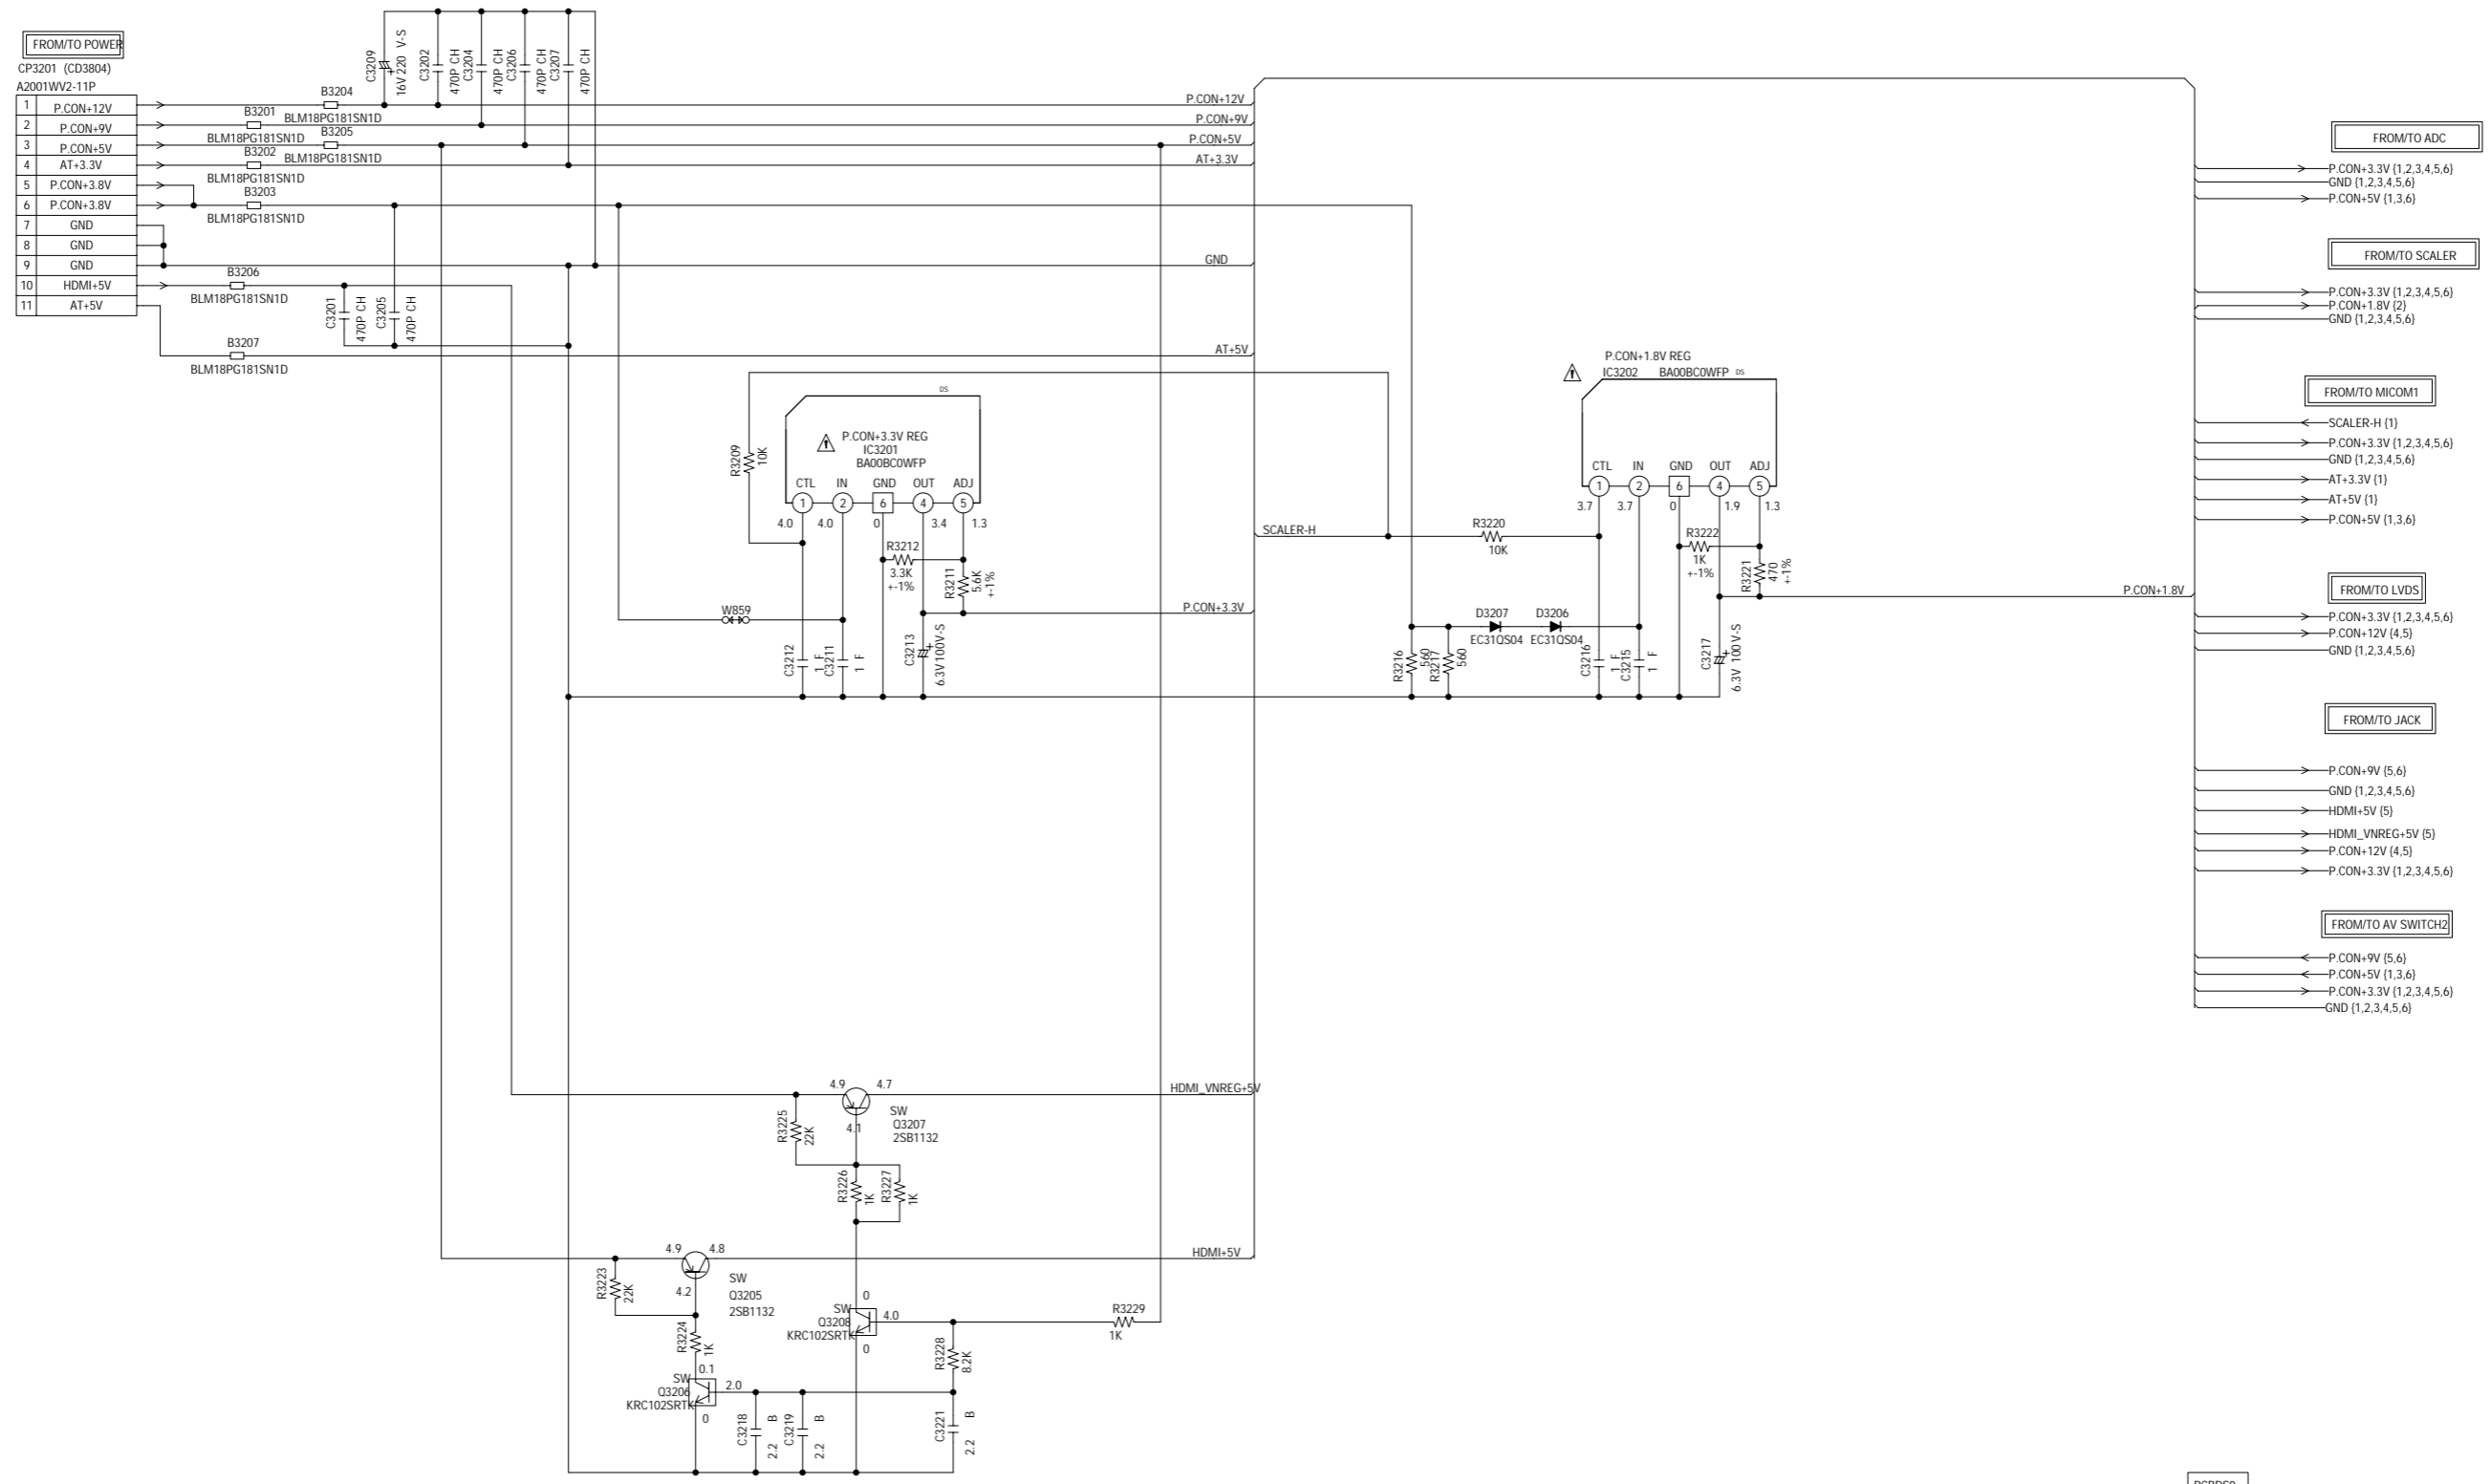 FROM/TO POWER
CP3201 (CD3804)
A2001WV2-11P
1 P.CON+12V
2 P.CON+9V
3 P.CON+5V
4 AT+3.3V
5 P.CON+3.8V
6 P.CON+3.8V
7 GND
8 GND
9 GND
10 HDMI+5V
11 AT+5V
B3204
B3201
BLM18PG181SN1D
B3205
BLM18PG181SN1D
B3202
BLM18PG181SN1D
BLM18PG181SN1D
B3203
BLM18PG181SN1D
B3206
BLM18PG181SN1D
B3207
BLM18PG181SN1D
C3209
16V 220 V-S
C3202
470P CH
C3204
470P CH
C3206
470P CH
C3207
470P CH
C3201
470P CH
C3205
470P CH
P.CON+12V
P.CON+9V
P.CON+5V
AT+3.3V
GND
AT+5V
DS
P.CON+3.3V REG
IC3201
BA00BC0WFP
CTL IN GND OUT ADJ
1 2 6 4 5
4.0 4.0 0 3.4 1.3
R3209
10K
R3212
3.3K
+-1%
R3211
5.6K
+-1%
W859
C3212
1 F
C3211
1 F
C3213
6.3V 100 V-S
P.CON+3.3V
SCALER-H
R3220
10K
P.CON+1.8V REG
IC3202 BA00BC0WFP DS
CTL IN GND OUT ADJ
1 2 6 4 5
3.7 3.7 0 1.9 1.3
R3222
1K
+-1%
R3221
470
+-1%
D3207
EC31QS04
D3206
EC31QS04
R3216
560
R3217
560
C3216
1 F
C3215
1 F
C3217
6.3V 100 V-S
P.CON+1.8V
4.9 4.7
4.1
SW
Q3207
2SB1132
HDMI_VNREG+5V
R3225
22K
R3226
1K
R3227
1K
4.9 4.8
4.2
SW
Q3205
2SB1132
HDMI+5V
R3223
22K
R3224
1K
0
SW
Q3208
KRC102SRTK
4.0
0
R3229
1K
R3228
8.2K
0.1
SW
Q3206
KRC102SRTK
2.0
0
C3218
2.2 B
C3219
2.2 B
C3221
2.2 B
FROM/TO ADC
P.CON+3.3V {1,2,3,4,5,6}
GND {1,2,3,4,5,6}
P.CON+5V {1,3,6}
FROM/TO SCALER
P.CON+3.3V {1,2,3,4,5,6}
P.CON+1.8V {2}
GND {1,2,3,4,5,6}
FROM/TO MICOM1
SCALER-H {1}
P.CON+3.3V {1,2,3,4,5,6}
GND {1,2,3,4,5,6}
AT+3.3V {1}
AT+5V {1}
P.CON+5V {1,3,6}
FROM/TO LVDS
P.CON+3.3V {1,2,3,4,5,6}
P.CON+12V {4,5}
GND {1,2,3,4,5,6}
FROM/TO JACK
P.CON+9V {5,6}
GND {1,2,3,4,5,6}
HDMI+5V {5}
HDMI_VNREG+5V {5}
P.CON+12V {4,5}
P.CON+3.3V {1,2,3,4,5,6}
FROM/TO AV SWITCH2
P.CON+9V {5,6}
P.CON+5V {1,3,6}
P.CON+3.3V {1,2,3,4,5,6}
GND {1,2,3,4,5,6}